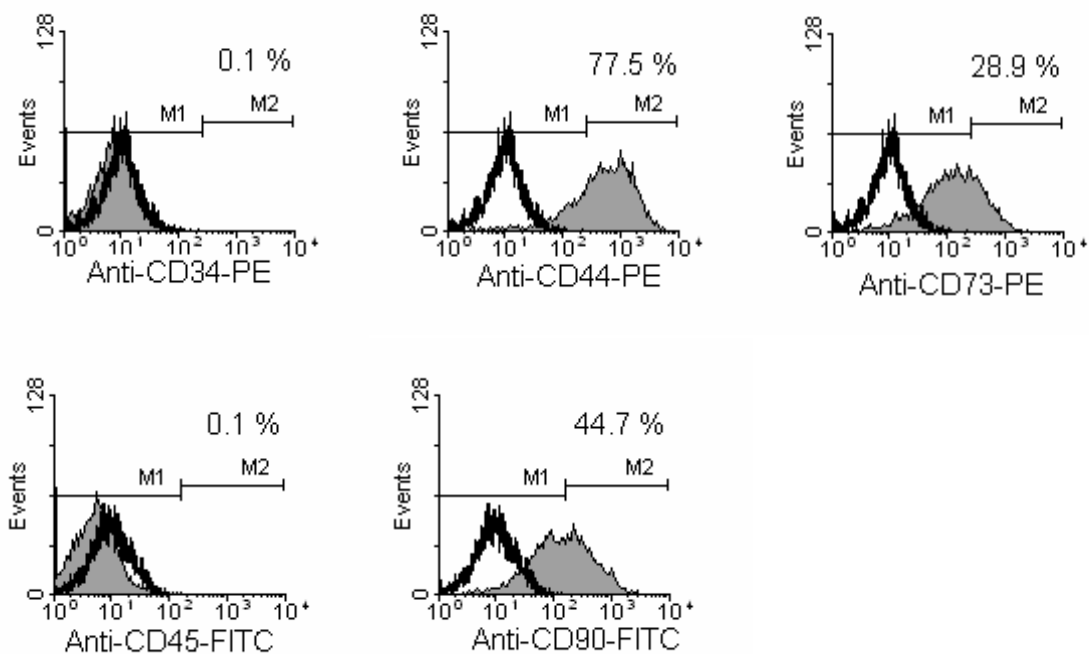 128
0.1 %
M1
M2
Events
0
10⁰ 10¹ 10² 10³ 10⁴
Anti-CD34-PE
128
77.5 %
M1
M2
Events
0
10⁰ 10¹ 10² 10³ 10⁴
Anti-CD44-PE
128
28.9 %
M1
M2
Events
0
10⁰ 10¹ 10² 10³ 10⁴
Anti-CD73-PE
128
0.1 %
M1
M2
Events
0
10⁰ 10¹ 10² 10³ 10⁴
Anti-CD45-FITC
128
44.7 %
M1
M2
Events
0
10⁰ 10¹ 10² 10³ 10⁴
Anti-CD90-FITC